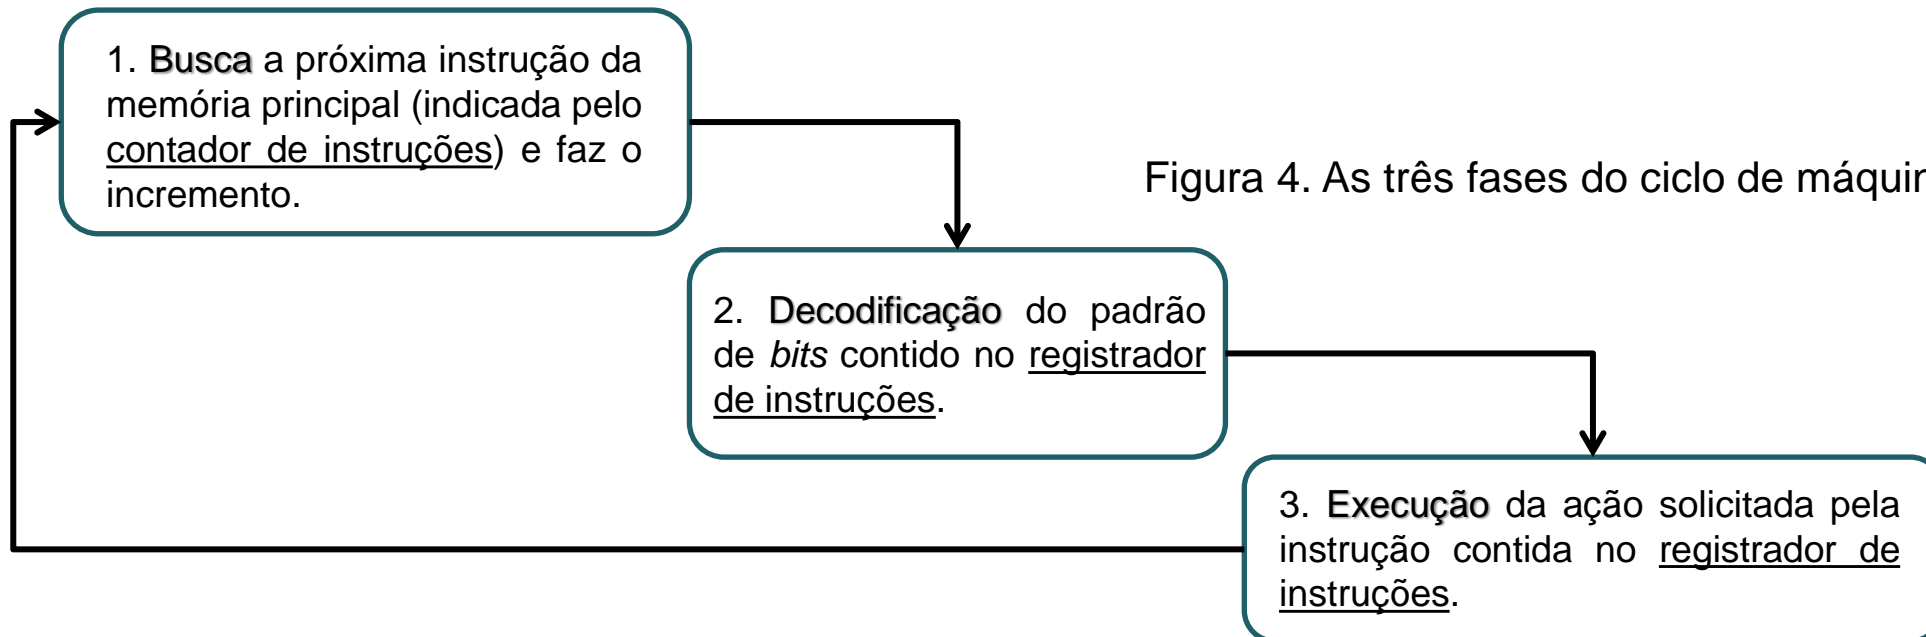 1. Busca a próxima instrução da
memória principal (indicada pelo
contador de instruções) e faz o
incremento.
Figura 4. As três fases do ciclo de
2. Decodificação do padrão
de bits contido no registrador
de instruções.
3. Execução da ação solicitada pela
instrução contida no registrador de
instruções.